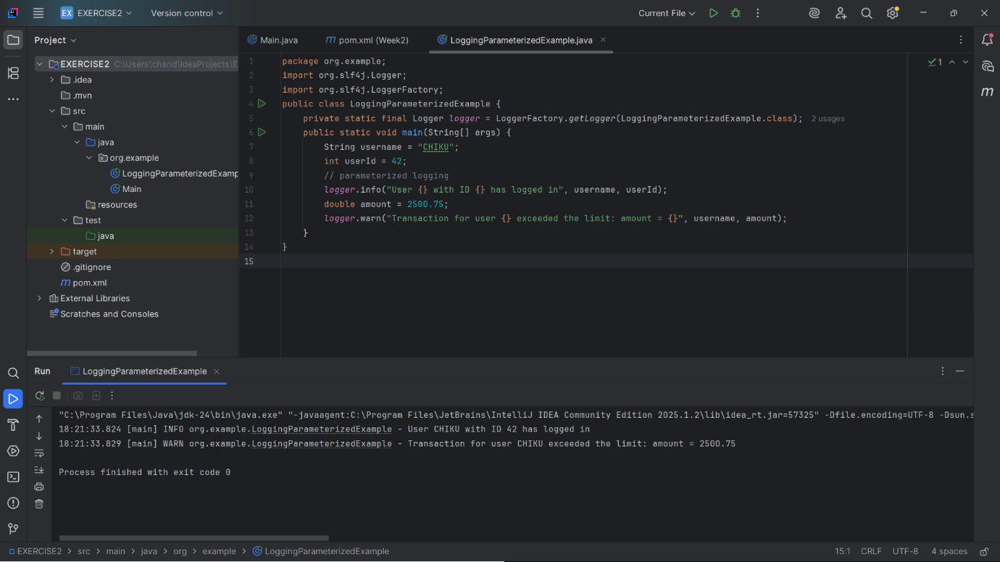 EX EXERCISE2 Version control Current File
Project
Main.java
pom.xml (Week2)
LoggingParameterizedExample.java
EXERCISE2 C:\Users\chand\IdeaProjects\E
.idea
.mvn
src
main
java
org.example
LoggingParameterizedExamp
Main
resources
test
java
target
.gitignore
m pom.xml
External Libraries
Scratches and Consoles
1 package org.example;
2 import org.slf4j.Logger;
3 import org.slf4j.LoggerFactory;
4 public class LoggingParameterizedExample {
5 private static final Logger logger = LoggerFactory.getLogger(LoggingParameterizedExample.class); 2 usages
6 public static void main(String[] args) {
7 String username = "CHIKU";
8 int userId = 42;
9 // parameterized logging
10 logger.info("User {} with ID {} has logged in", username, userId);
11 double amount = 2500.75;
12 logger.warn("Transaction for user {} exceeded the limit: amount = {}", username, amount);
13 }
14 }
15
1
Run LoggingParameterizedExample
"C:\Program Files\Java\jdk-24\bin\java.exe" "-javaagent:C:\Program Files\JetBrains\IntelliJ IDEA Community Edition 2025.1.2\lib\idea_rt.jar=57325" -Dfile.encoding=UTF-8 -Dsun.s
18:21:33.824 [main] INFO org.example.LoggingParameterizedExample - User CHIKU with ID 42 has logged in
18:21:33.829 [main] WARN org.example.LoggingParameterizedExample - Transaction for user CHIKU exceeded the limit: amount = 2500.75
Process finished with exit code 0
EXERCISE2 > src > main > java > org > example > LoggingParameterizedExample 15:1 CRLF UTF-8 4 spaces